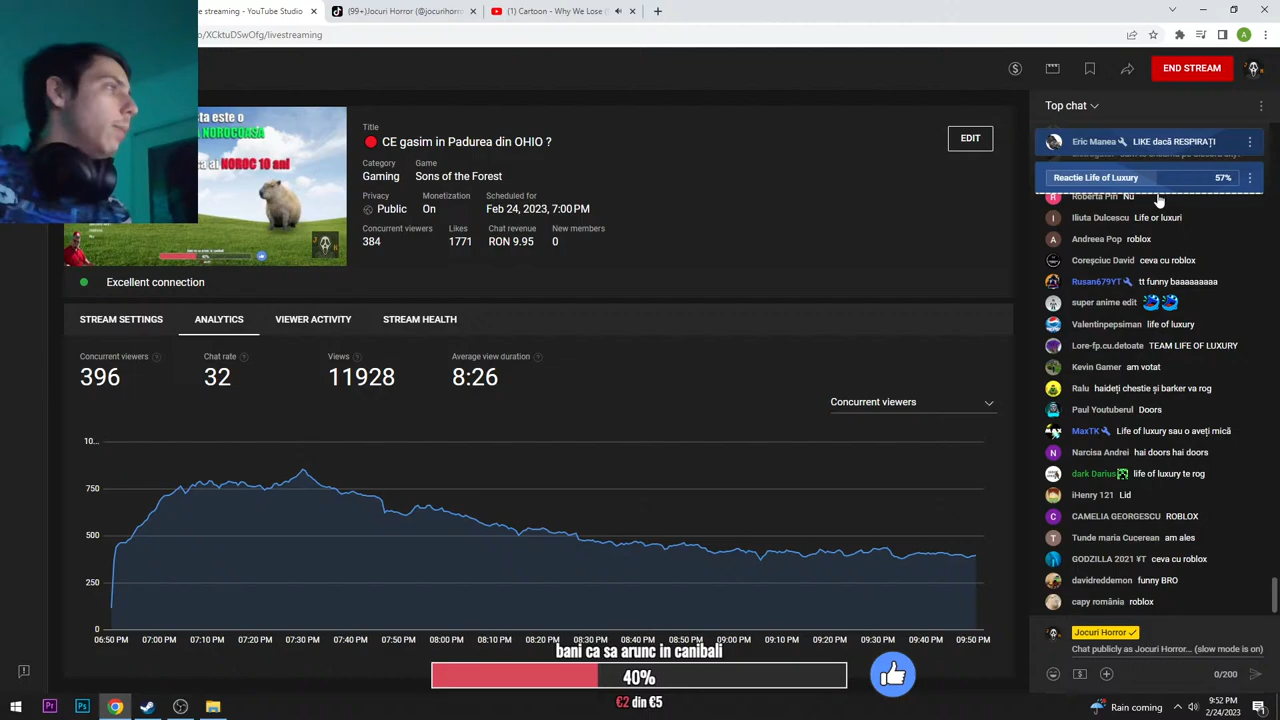 e streaming - YouTube Studio
(99+)Jocuri Horror (@jocurihorro
(1) Cartoon - Why We Lose (
o/XCktuDSwOfg/livestreaming
END STREAM
sta este o
NOROCOASA
NOROC 10 ani
Title
CE gasim in Padurea din OHIO ?
EDIT
Category
Game
Gaming
Sons of the Forest
Privacy
Monetization
Scheduled for
Public
On
Feb 24, 2023, 7:00 PM
Concurrent viewers
Likes
Chat revenue
New members
384
1771
RON 9.95
0
Excellent connection
STREAM SETTINGS
ANALYTICS
VIEWER ACTIVITY
STREAM HEALTH
Concurrent viewers
Chat rate
Views
Average view duration
396
32
11928
8:26
Concurrent viewers
10...
750
500
250
0
06:50 PM 07:00 PM 07:10 PM 07:20 PM 07:30 PM 07:40 PM 07:50 PM 08:00 PM 08:10 PM 08:20 PM 08:30 PM 08:40 PM 08:50 PM 09:00 PM 09:10 PM 09:20 PM 09:30 PM 09:40 PM 09:50 PM
bani ca sa arunc in canibali
40%
€2 din €5
Top chat
Eric Manea LIKE dacă RESPIRAȚI
Reactie Life of Luxury 57%
Roberta Pin Nu
Iliuta Dulcescu Life or luxuri
Andreea Pop roblox
Coreșciuc David ceva cu roblox
Rusan679YT tt funny baaaaaaaaa
super anime edit
Valentinpepsiman life of luxury
Lore-fp.cu.detoate TEAM LIFE OF LUXURY
Kevin Gamer am votat
Ralu haideți chestie și barker va rog
Paul Youtuberul Doors
MaxTK Life of luxury sau o aveți mică
Narcisa Andrei hai doors hai doors
dark Darius life of luxury te rog
iHenry 121 Lid
CAMELIA GEORGESCU ROBLOX
Tunde maria Cucerean am ales
GODZILLA 2021 ¥T ceva cu roblox
davidreddemon funny BRO
capy românia roblox
Jocuri Horror
Chat publicly as Jocuri Horror... (slow mode is on)
0/200
Rain coming
9:52 PM
2/24/2023